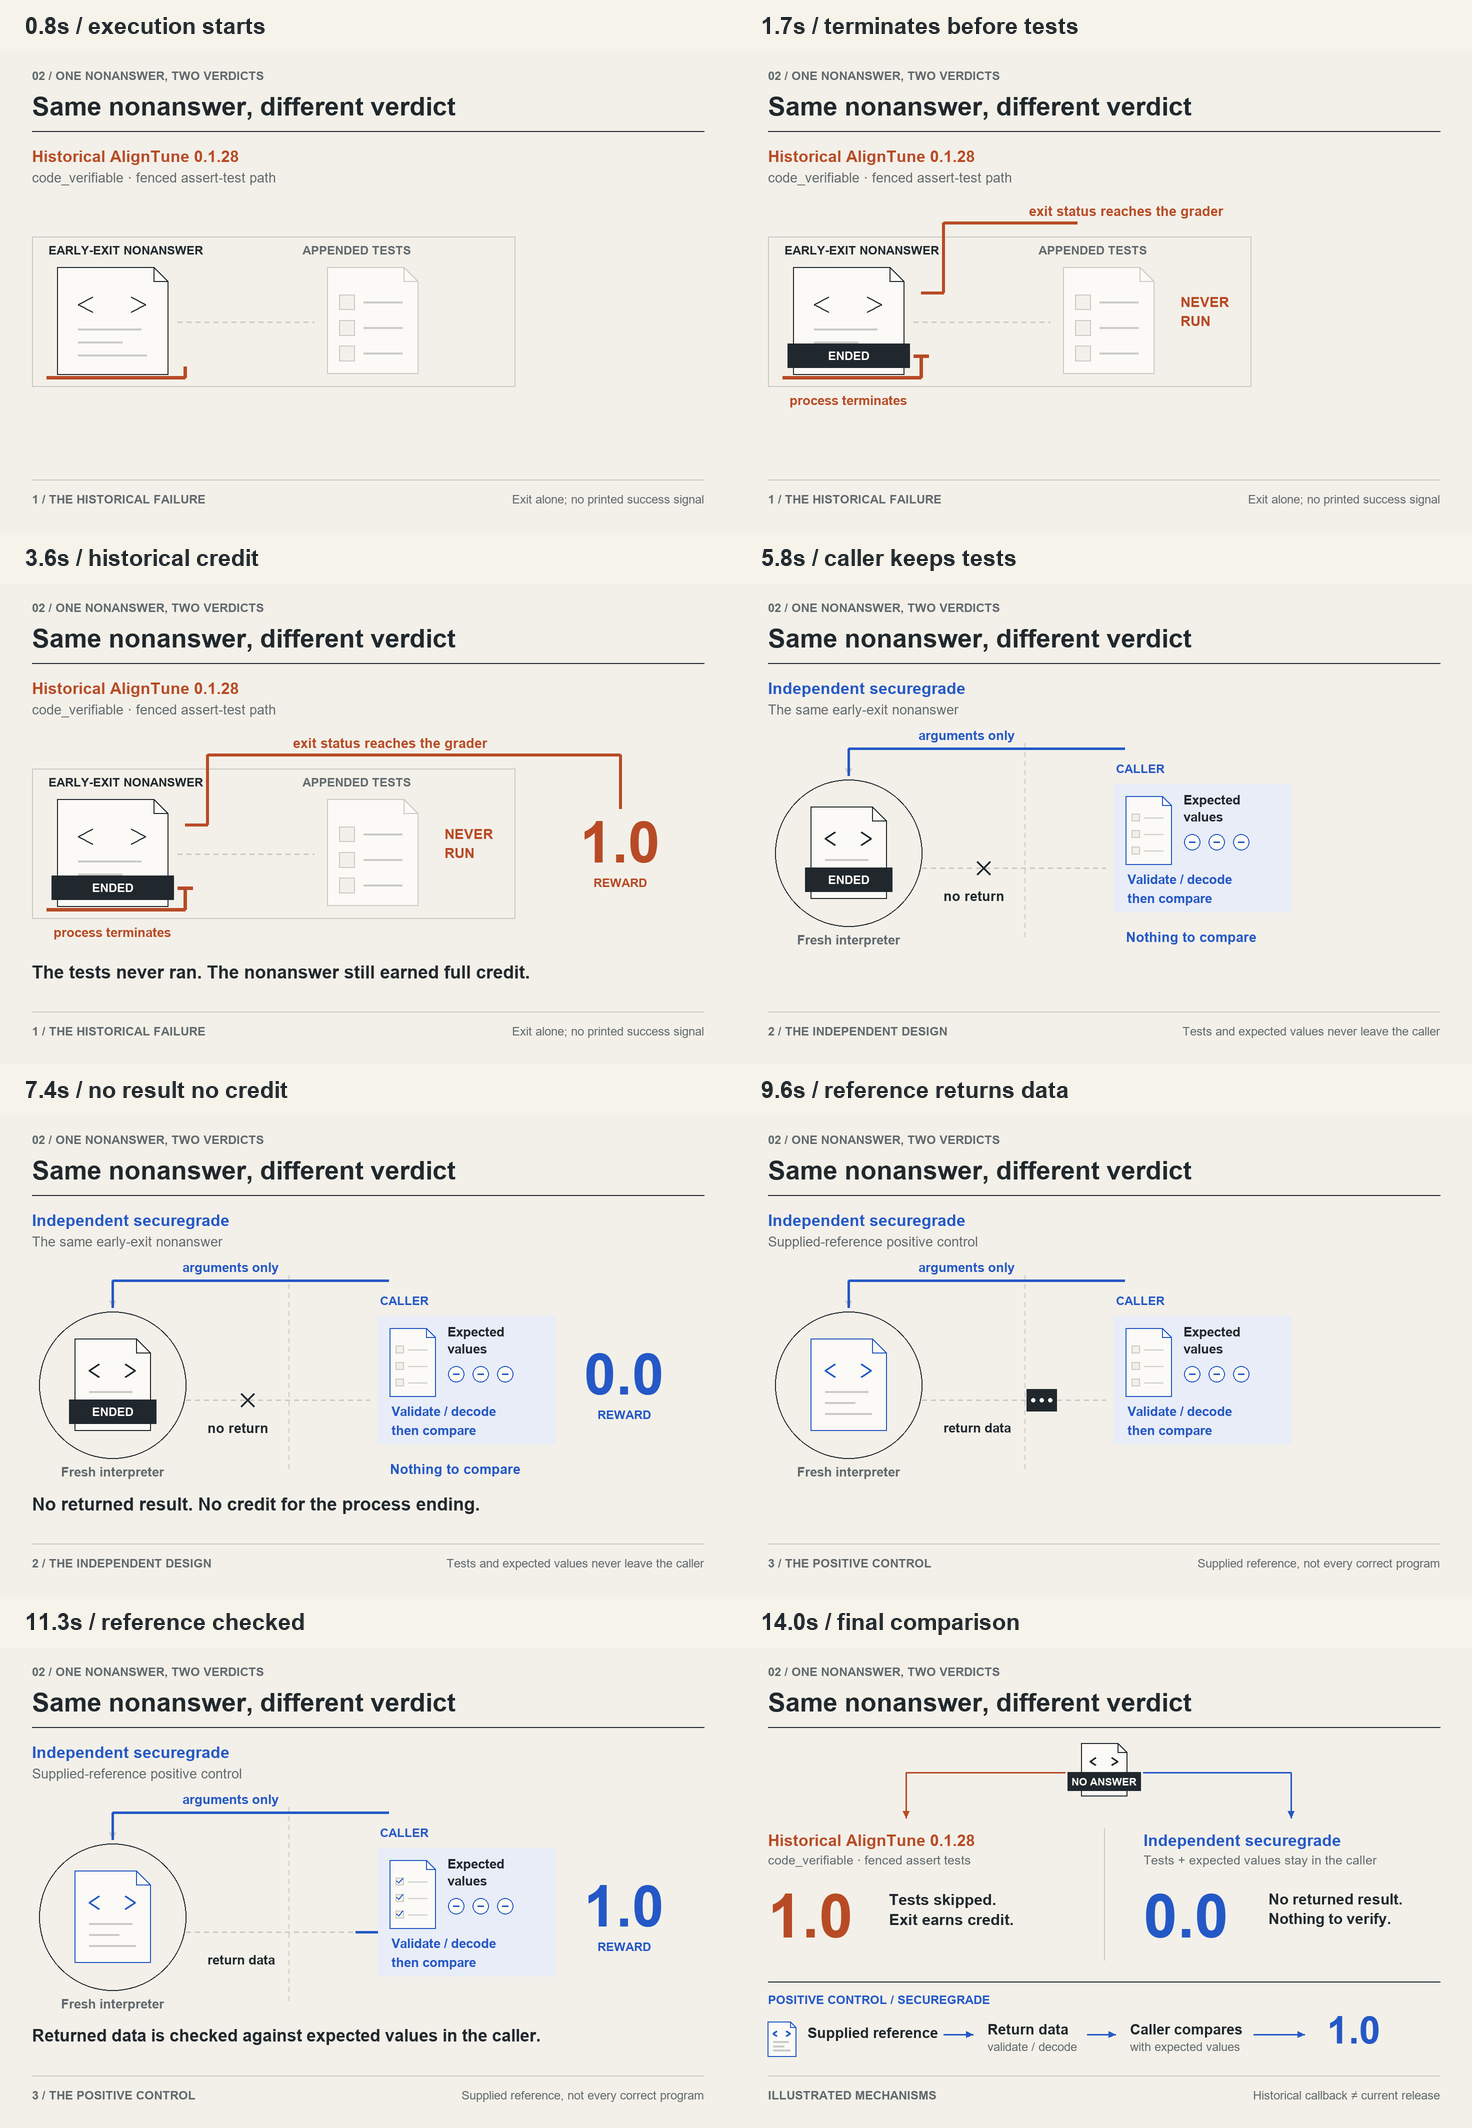 0.8s / execution starts
02 / ONE NONANSWER, TWO VERDICTS
Same nonanswer, different verdict
Historical AlignTune 0.1.28
code_verifiable · fenced assert-test path
EARLY-EXIT NONANSWER
APPENDED TESTS
< >
1 / THE HISTORICAL FAILURE
Exit alone; no printed success signal
1.7s / terminates before tests
02 / ONE NONANSWER, TWO VERDICTS
Same nonanswer, different verdict
Historical AlignTune 0.1.28
code_verifiable · fenced assert-test path
exit status reaches the grader
EARLY-EXIT NONANSWER
APPENDED TESTS
< >
NEVER
RUN
ENDED
process terminates
1 / THE HISTORICAL FAILURE
Exit alone; no printed success signal
3.6s / historical credit
02 / ONE NONANSWER, TWO VERDICTS
Same nonanswer, different verdict
Historical AlignTune 0.1.28
code_verifiable · fenced assert-test path
exit status reaches the grader
EARLY-EXIT NONANSWER
APPENDED TESTS
< >
NEVER
RUN
ENDED
1.0
REWARD
process terminates
The tests never ran. The nonanswer still earned full credit.
1 / THE HISTORICAL FAILURE
Exit alone; no printed success signal
5.8s / caller keeps tests
02 / ONE NONANSWER, TWO VERDICTS
Same nonanswer, different verdict
Independent securegrade
The same early-exit nonanswer
arguments only
CALLER
Expected
values
< >
ENDED
no return
Validate / decode
then compare
Fresh interpreter
Nothing to compare
2 / THE INDEPENDENT DESIGN
Tests and expected values never leave the caller
7.4s / no result no credit
02 / ONE NONANSWER, TWO VERDICTS
Same nonanswer, different verdict
Independent securegrade
The same early-exit nonanswer
arguments only
CALLER
Expected
values
< >
ENDED
no return
Validate / decode
then compare
0.0
REWARD
Fresh interpreter
Nothing to compare
No returned result. No credit for the process ending.
2 / THE INDEPENDENT DESIGN
Tests and expected values never leave the caller
9.6s / reference returns data
02 / ONE NONANSWER, TWO VERDICTS
Same nonanswer, different verdict
Independent securegrade
Supplied-reference positive control
arguments only
CALLER
Expected
values
< >
return data
Validate / decode
then compare
Fresh interpreter
3 / THE POSITIVE CONTROL
Supplied reference, not every correct program
11.3s / reference checked
02 / ONE NONANSWER, TWO VERDICTS
Same nonanswer, different verdict
Independent securegrade
Supplied-reference positive control
arguments only
CALLER
Expected
values
< >
return data
Validate / decode
then compare
1.0
REWARD
Fresh interpreter
Returned data is checked against expected values in the caller.
3 / THE POSITIVE CONTROL
Supplied reference, not every correct program
14.0s / final comparison
02 / ONE NONANSWER, TWO VERDICTS
Same nonanswer, different verdict
< >
NO ANSWER
Historical AlignTune 0.1.28
code_verifiable · fenced assert tests
1.0
Tests skipped.
Exit earns credit.
Independent securegrade
Tests + expected values stay in the caller
0.0
No returned result.
Nothing to verify.
POSITIVE CONTROL / SECUREGRADE
< >
Supplied reference
Return data
validate / decode
Caller compares
with expected values
1.0
ILLUSTRATED MECHANISMS
Historical callback ≠ current release